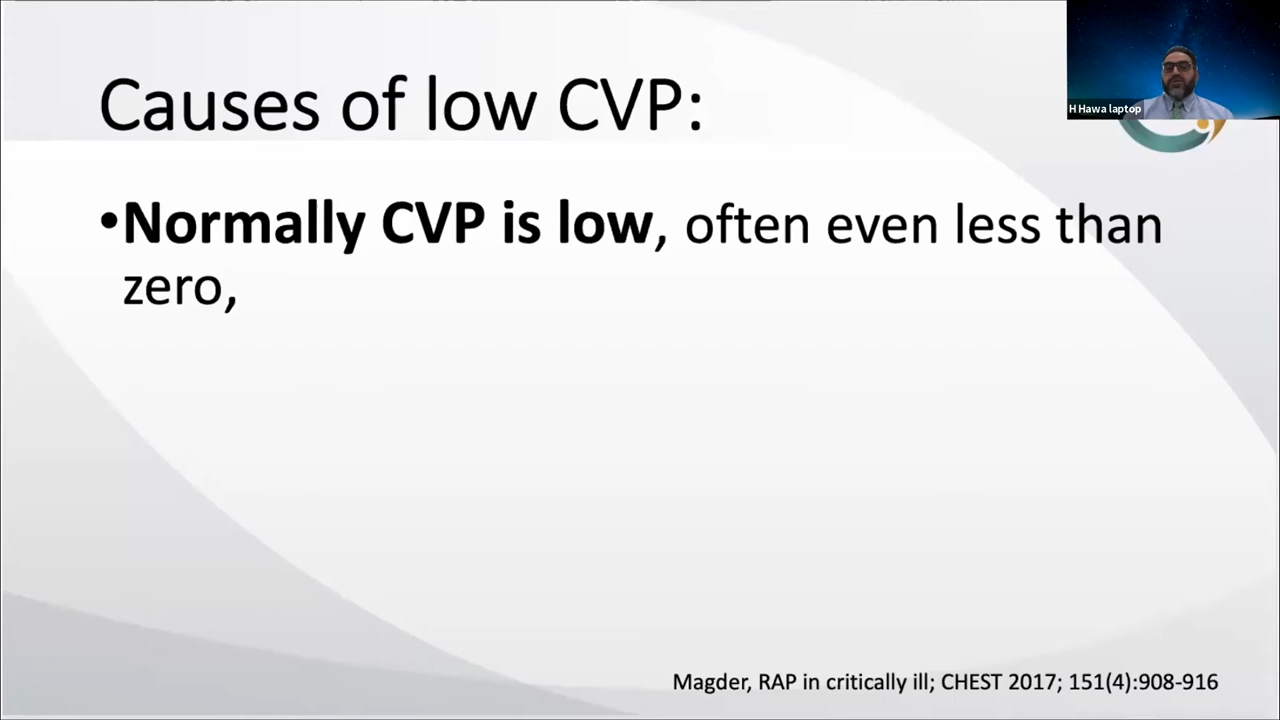 H Hawa laptop
Causes of low CVP:
•Normally CVP is low, often even less than
zero,
Magder, RAP in critically ill; CHEST 2017; 151(4):908-916